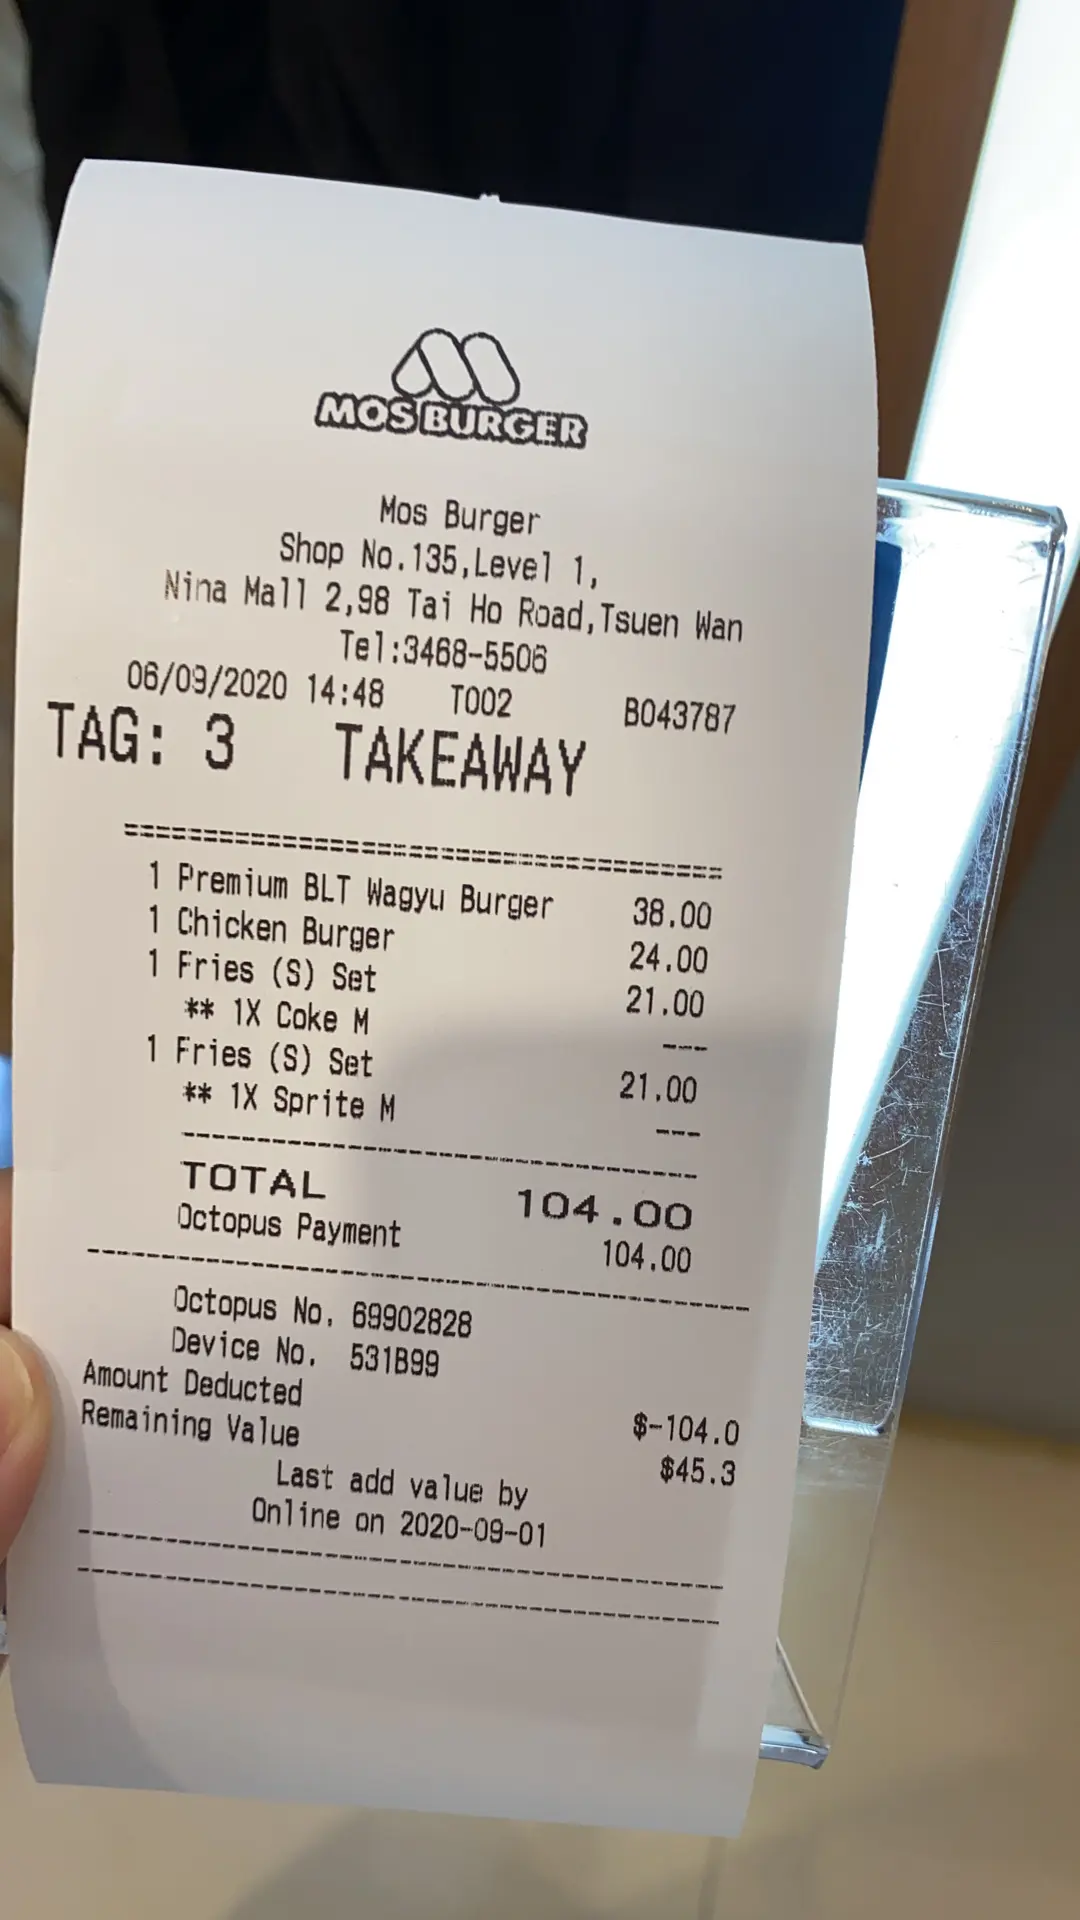 MOS BURGER
Mos Burger
Shop No.135,Level 1,
Nina Mall 2,98 Tai Ho Road,Tsuen Wan
Tel:3468-5506
06/09/2020 14:48 T002 B043787
TAG: 3 TAKEAWAY
====================================
1 Premium BLT Wagyu Burger 38.00
1 Chicken Burger 24.00
1 Fries (S) Set 21.00
** 1X Coke M ---
1 Fries (S) Set 21.00
** 1X Sprite M ---
TOTAL 104.00
Octopus Payment 104.00
Octopus No. 69902828
Device No. 531B99
Amount Deducted $-104.0
Remaining Value $45.3
Last add value by
Online on 2020-09-01